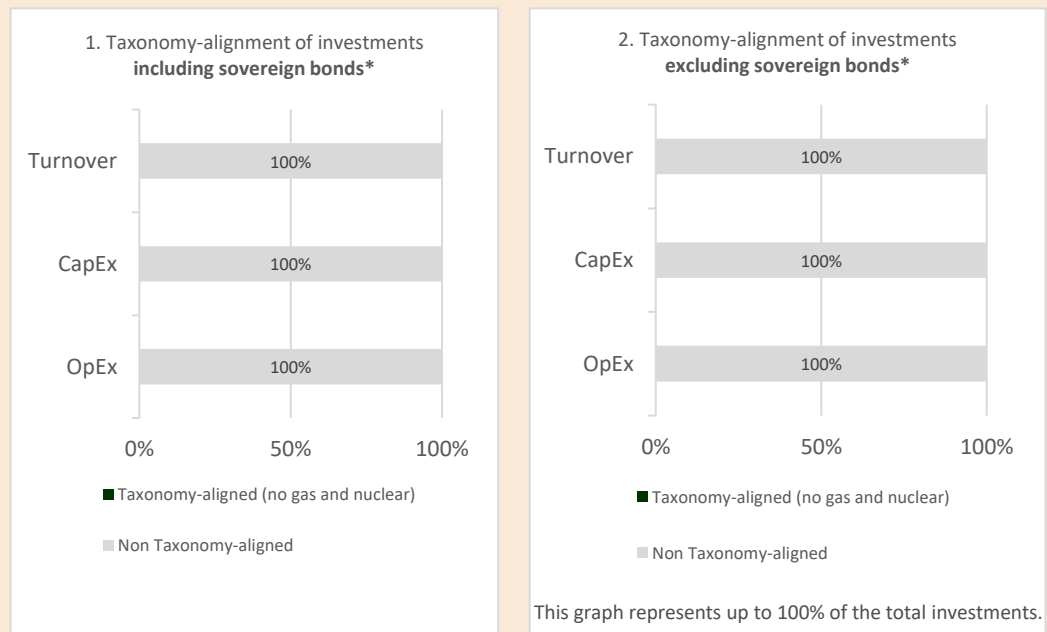 1. Taxonomy-alignment of investments
including sovereign bonds*
Turnover
100%
CapEx
100%
OpEx
100%
0%
50%
100%
Taxonomy-aligned (no gas and nuclear)
Non Taxonomy-aligned
2. Taxonomy-alignment of investments
excluding sovereign bonds*
Turnover
100%
CapEx
100%
OpEx
100%
0%
50%
100%
Taxonomy-aligned (no gas and nuclear)
Non Taxonomy-aligned
This graph represents up to 100% of the total investments.